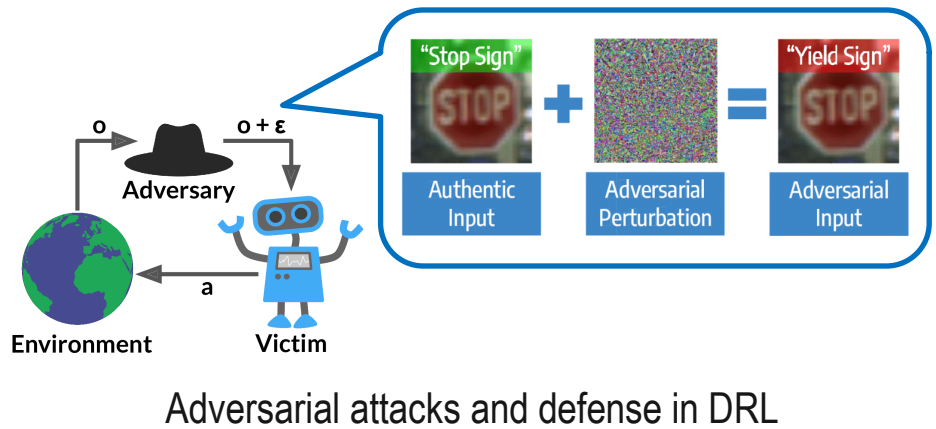 o
o + ε
Adversary
Environment
a
Victim
“Stop Sign”
STOP
Authentic
Input
Adversarial
Perturbation
“Yield Sign”
STOP
Adversarial
Input
Adversarial attacks and defense in DRL